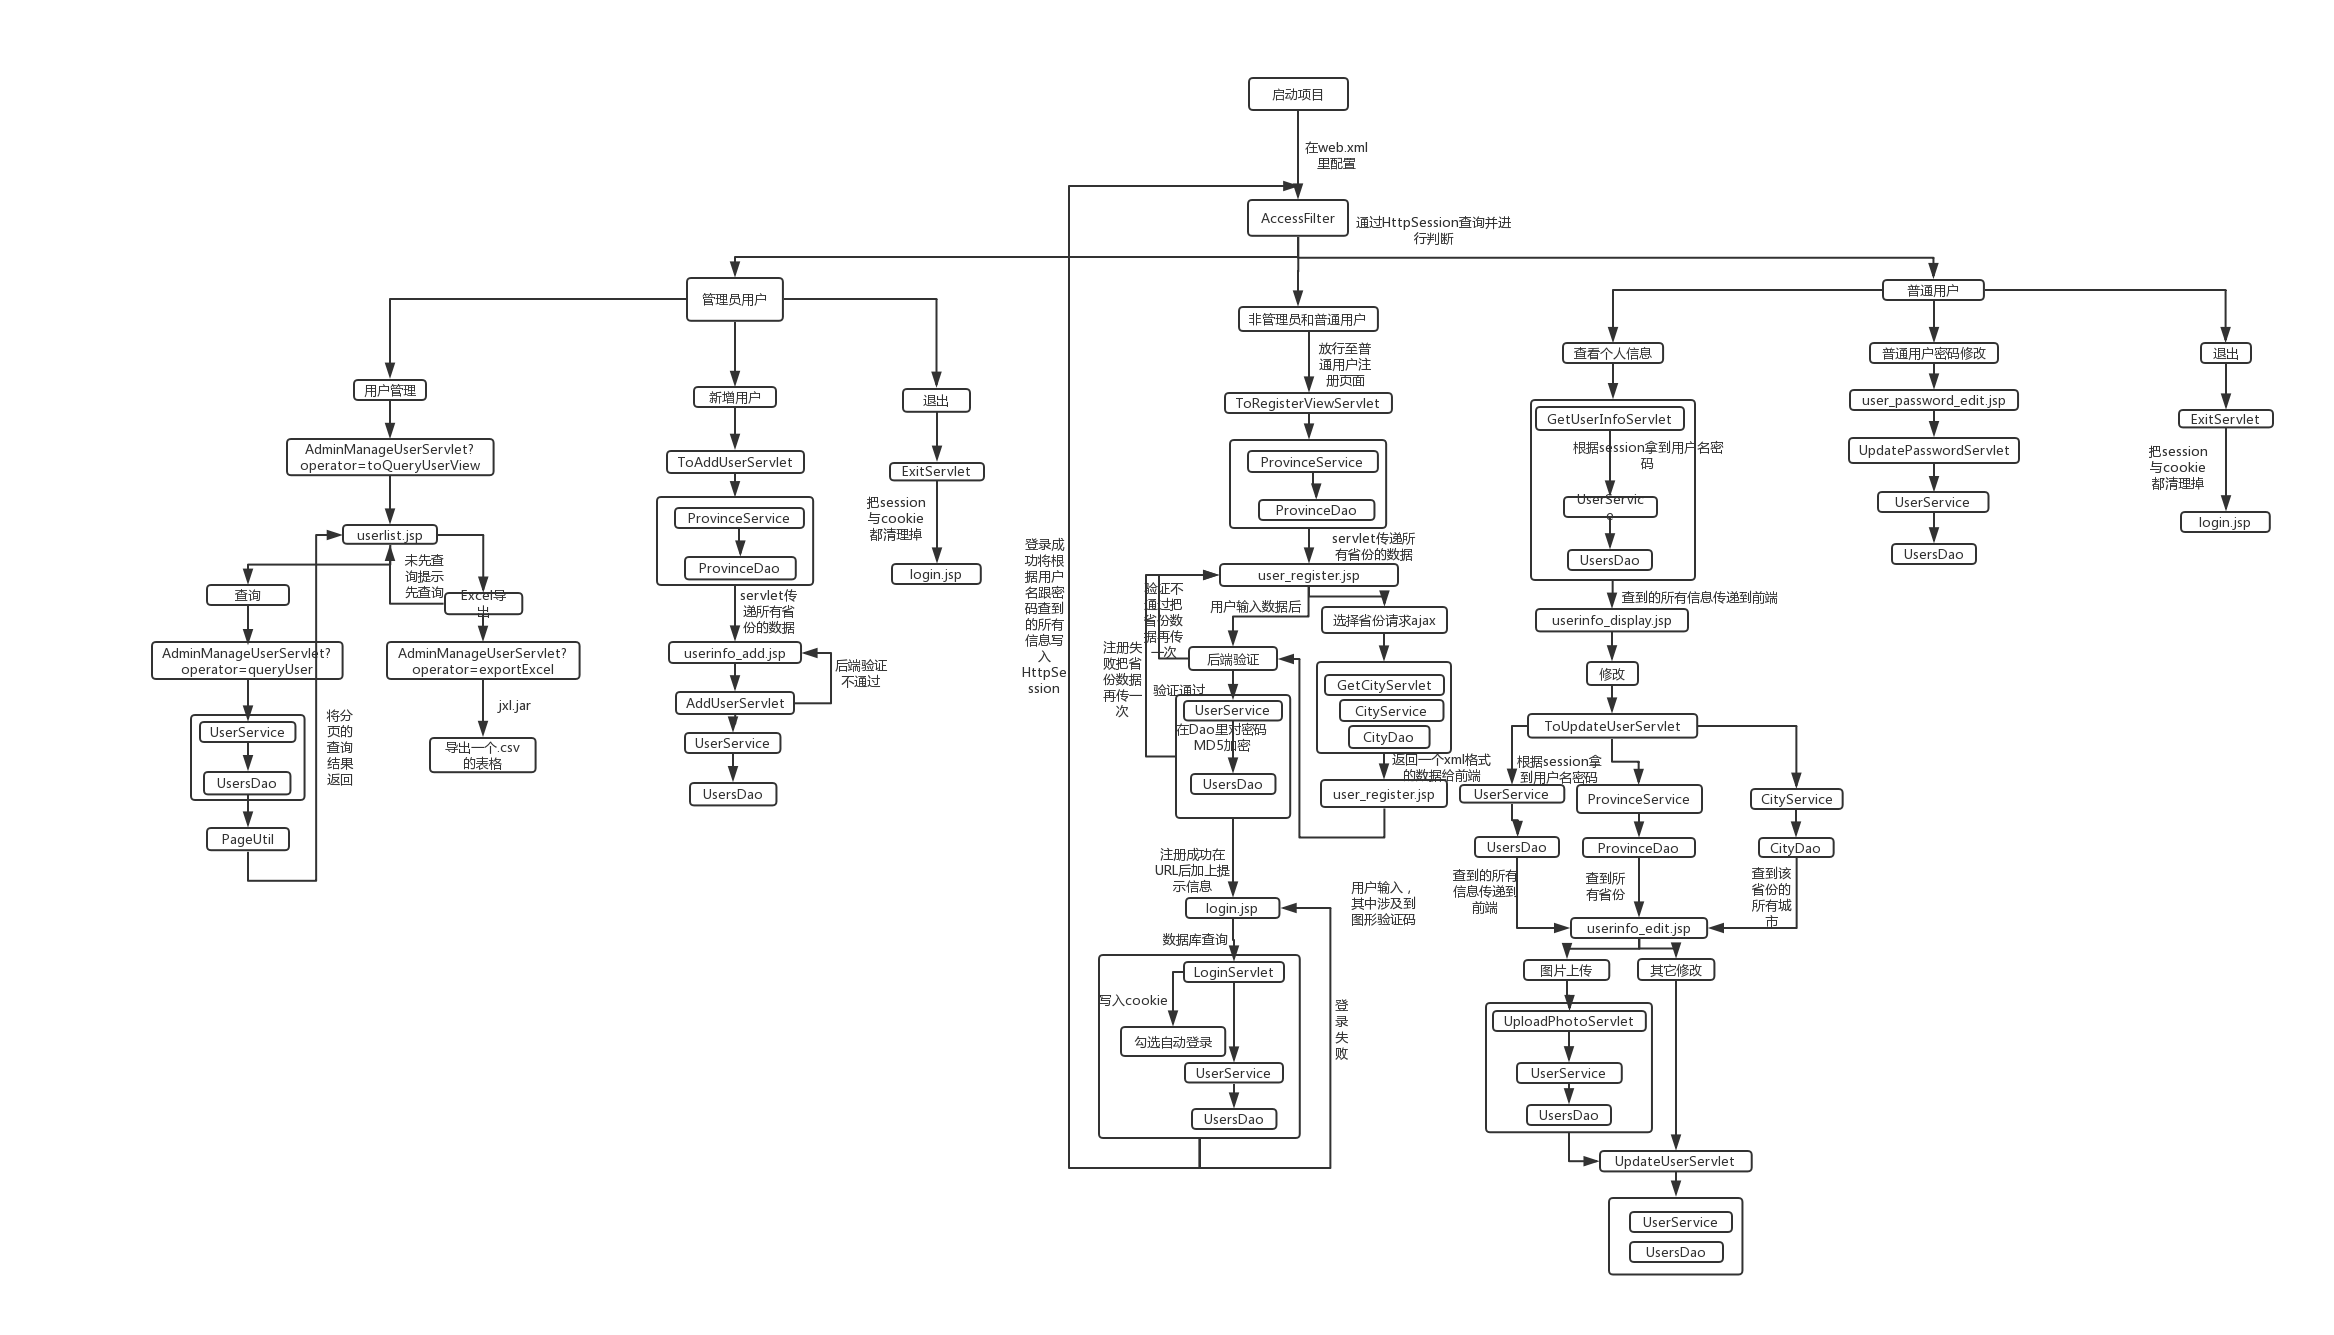 启动项目
在web.xml
里配置
AccessFilter
通过HttpSession查询并进
行判断
管理员用户
用户管理
AdminManageUserServlet?
operator=toQueryUserView
userlist.jsp
未先查
询提示
先查询
查询
Excel导
出
AdminManageUserServlet?
operator=queryUser
AdminManageUserServlet?
operator=exportExcel
UserService
UsersDao
PageUtil
将分
页的
查询
结果
返回
jxl.jar
导出一个.csv
的表格
新增用户
ToAddUserServlet
ProvinceService
ProvinceDao
servlet传
递所有省
份的数据
userinfo_add.jsp
后端验证
不通过
AddUserServlet
UserService
UsersDao
退出
ExitServlet
把session
与cookie
都清理掉
login.jsp
非管理员和普通用户
放行至普
通用户注
册页面
ToRegisterViewServlet
ProvinceService
ProvinceDao
servlet传递所
有省份的数据
user_register.jsp
验证不
通过把
省份数
据再传
一次
用户输入数据后
选择省份请求ajax
后端验证
注册失
败把省
份数据
再传一
次
验证通过
UserService
在Dao里对密码
MD5加密
UsersDao
GetCityServlet
CityService
CityDao
返回一个xml格式
的数据给前端
user_register.jsp
注册成功在
URL后加上提
示信息
login.jsp
用户输入，
其中涉及到
图形验证码
数据库查询
LoginServlet
写入cookie
勾选自动登录
UserService
UsersDao
登
录
失
败
登录成
功将根
据用户
名跟密
码查到
的所有
信息写
入
HttpSe
ssion
普通用户
查看个人信息
GetUserInfoServlet
根据session拿到用户名密
码
UserServic
e
UsersDao
查到的所有信息传递到前端
userinfo_display.jsp
修改
ToUpdateUserServlet
根据session拿
到用户名密码
UserService
ProvinceService
CityService
UsersDao
ProvinceDao
CityDao
查到的所有
信息传递到
前端
查到所
有省份
查到该
省份的
所有城
市
userinfo_edit.jsp
图片上传
其它修改
UploadPhotoServlet
UserService
UsersDao
UpdateUserServlet
UserService
UsersDao
普通用户密码修改
user_password_edit.jsp
UpdatePasswordServlet
UserService
UsersDao
退出
ExitServlet
把session
与cookie
都清理掉
login.jsp